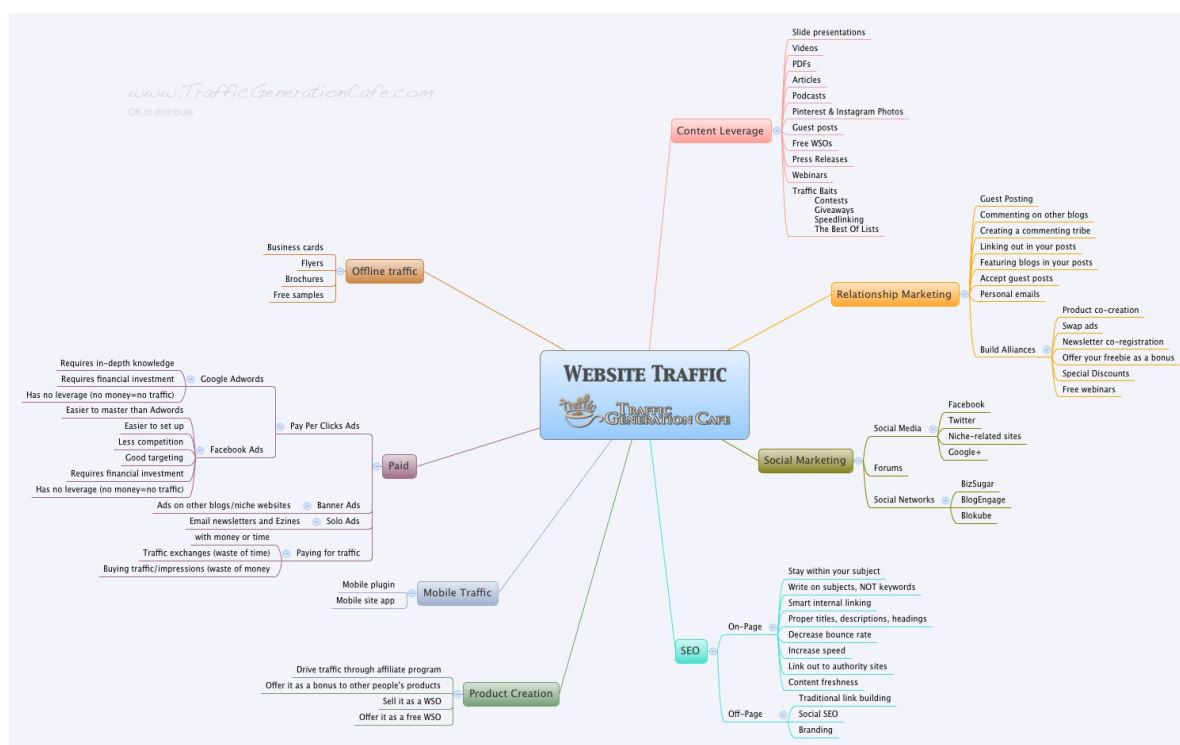 www.TrafficGenerationCafe.com
OK to distribute
WEBSITE TRAFFIC
TRAFFIC
GENERATION CAFE
Content Leverage
Slide presentations
Videos
PDFs
Articles
Podcasts
Pinterest & Instagram Photos
Guest posts
Free WSOs
Press Releases
Webinars
Traffic Baits
Contests
Giveaways
Speedlinking
The Best Of Lists
Relationship Marketing
Guest Posting
Commenting on other blogs
Creating a commenting tribe
Linking out in your posts
Featuring blogs in your posts
Accept guest posts
Personal emails
Build Alliances
Product co-creation
Swap ads
Newsletter co-registration
Offer your freebie as a bonus
Special Discounts
Free webinars
Social Marketing
Social Media
Facebook
Twitter
Niche-related sites
Google+
Forums
Social Networks
BizSugar
BlogEngage
Blokube
SEO
On-Page
Stay within your subject
Write on subjects, NOT keywords
Smart internal linking
Proper titles, descriptions, headings
Decrease bounce rate
Increase speed
Link out to authority sites
Content freshness
Off-Page
Traditional link building
Social SEO
Branding
Offline traffic
Business cards
Flyers
Brochures
Free samples
Paid
Pay Per Clicks Ads
Google Adwords
Requires in-depth knowledge
Requires financial investment
Has no leverage (no money=no traffic)
Facebook Ads
Easier to master than Adwords
Easier to set up
Less competition
Good targeting
Requires financial investment
Has no leverage (no money=no traffic)
Banner Ads
Ads on other blogs/niche websites
Solo Ads
Email newsletters and Ezines
Paying for traffic
with money or time
Traffic exchanges (waste of time)
Buying traffic/impressions (waste of money
Mobile Traffic
Mobile plugin
Mobile site app
Product Creation
Drive traffic through affiliate program
Offer it as a bonus to other people's products
Sell it as a WSO
Offer it as a free WSO